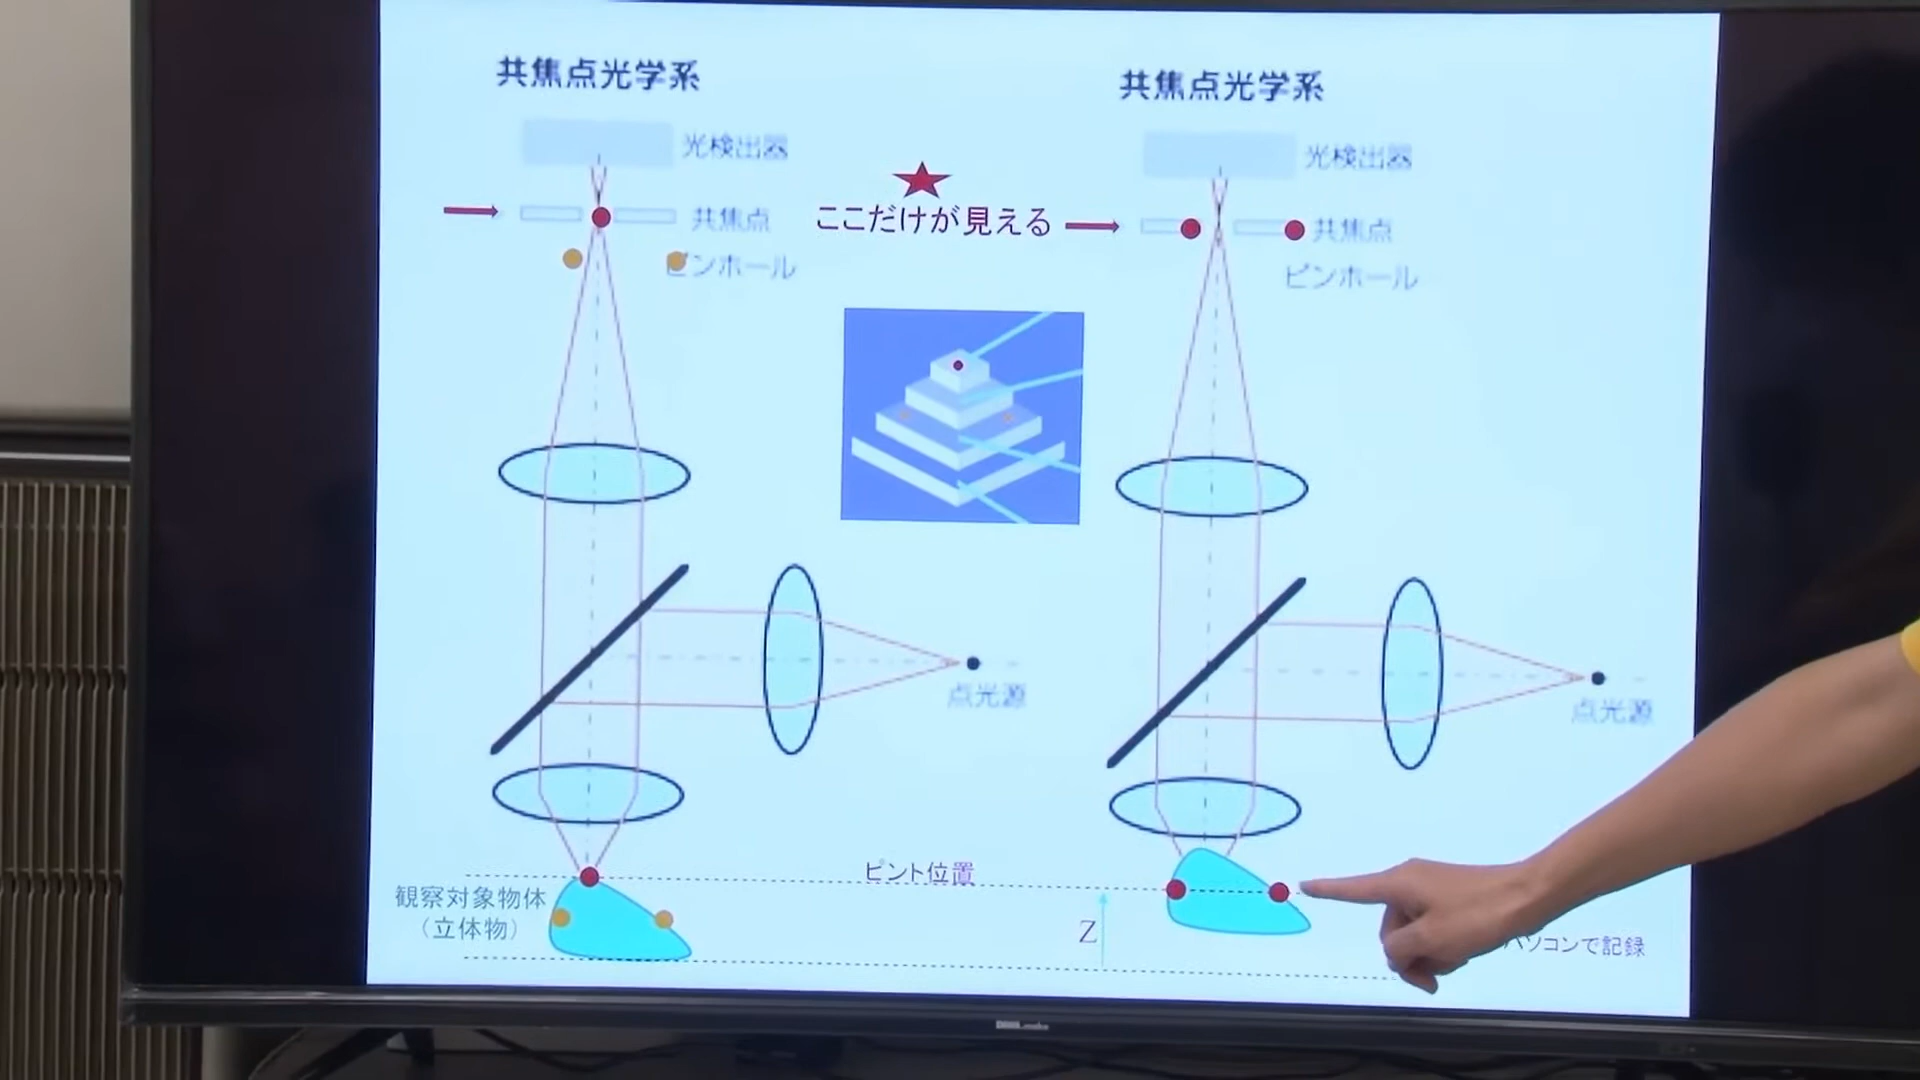 共焦点光学系
光検出器
共焦点
ピンホール
ここだけが見える
点光源
ピント位置
観察対象物体
（立体物）
共焦点光学系
光検出器
共焦点
ピンホール
点光源
Z
パソコンで記録